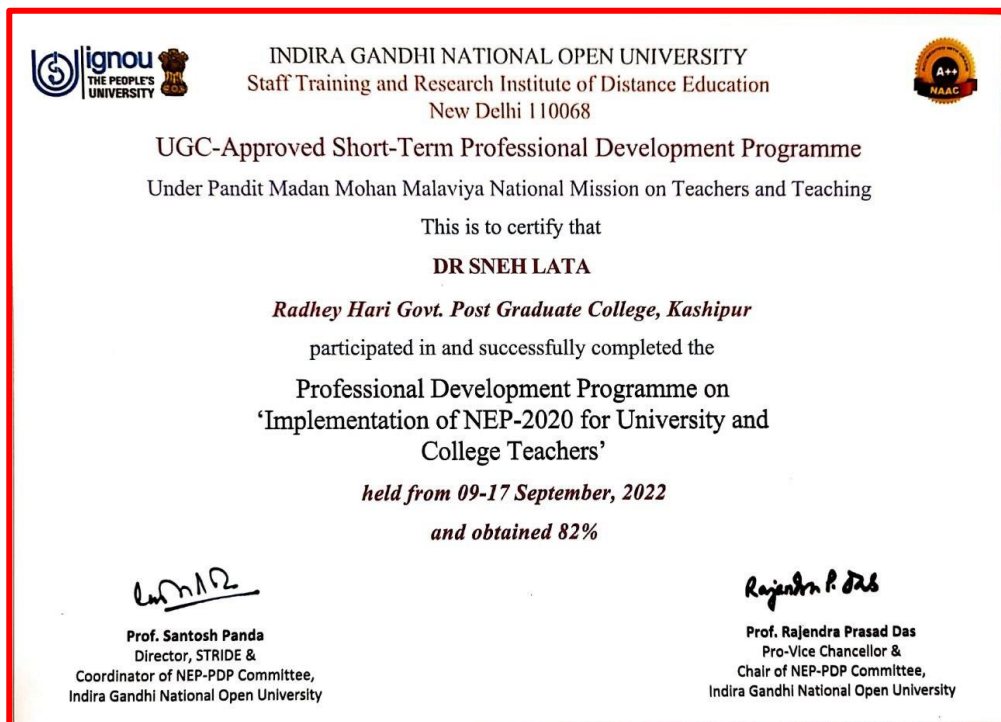 ignou
THE PEOPLE'S
UNIVERSITY
INDIRA GANDHI NATIONAL OPEN UNIVERSITY
Staff Training and Research Institute of Distance Education
New Delhi 110068
A++
NAAC
UGC-Approved Short-Term Professional Development Programme
Under Pandit Madan Mohan Malaviya National Mission on Teachers and Teaching
This is to certify that
DR SNEH LATA
Radhey Hari Govt. Post Graduate College, Kashipur
participated in and successfully completed the
Professional Development Programme on
‘Implementation of NEP-2020 for University and
College Teachers’
held from 09-17 September, 2022
and obtained 82%
Rajendra P. Das
Prof. Santosh Panda
Director, STRIDE &
Coordinator of NEP-PDP Committee,
Indira Gandhi National Open University
Prof. Rajendra Prasad Das
Pro-Vice Chancellor &
Chair of NEP-PDP Committee,
Indira Gandhi National Open University